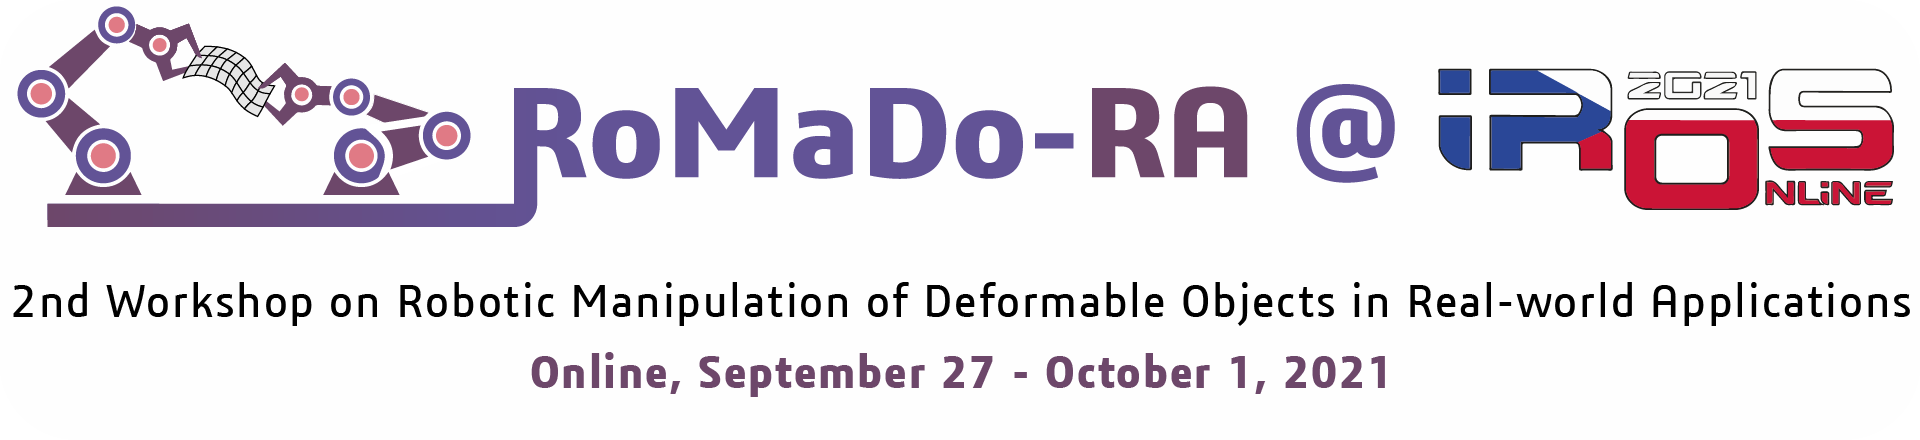 RoMaDo-RA @ iROS 2021 ONLiNE
2nd Workshop on Robotic Manipulation of Deformable Objects in Real-world Applications
Online, September 27 - October 1, 2021